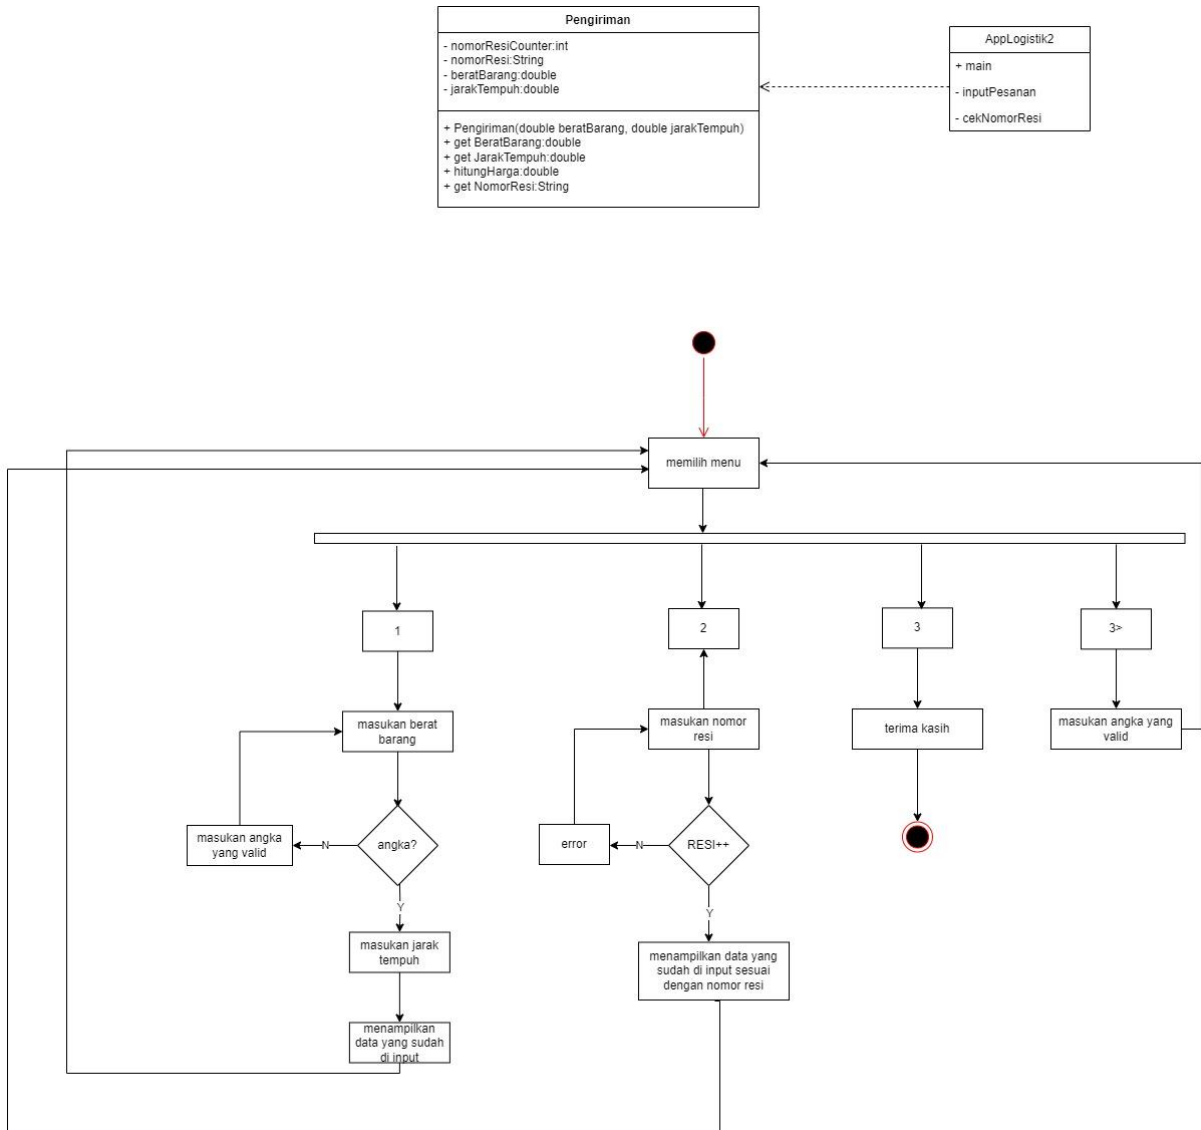 Pengiriman
- nomorResiCounter:int
- nomorResi:String
- beratBarang:double
- jarakTempuh:double
+ Pengiriman(double beratBarang, double jarakTempuh)
+ get BeratBarang:double
+ get JarakTempuh:double
+ hitungHarga:double
+ get NomorResi:String
AppLogistik2
+ main
- inputPesanan
- cekNomorResi
memilih menu
1
2
3
3>
masukan berat
barang
masukan nomor
resi
terima kasih
masukan angka yang
valid
masukan angka
yang valid
N
angka?
error
N
RESI++
Y
Y
masukan jarak
tempuh
menampilkan data yang
sudah di input sesuai
dengan nomor resi
menampilkan
data yang sudah
di input